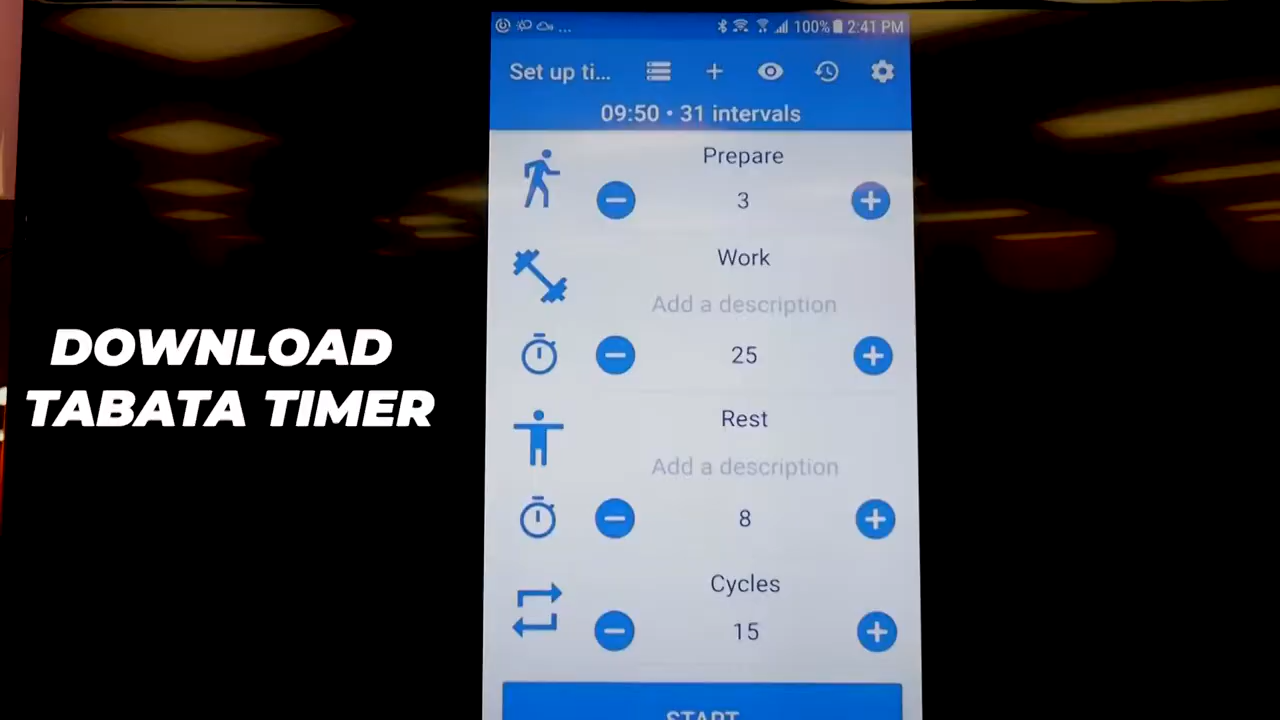 100% 2:41 PM
Set up ti...
09:50 • 31 intervals
Prepare
3
Work
Add a description
25
DOWNLOAD
TABATA TIMER
Rest
Add a description
8
Cycles
15
START